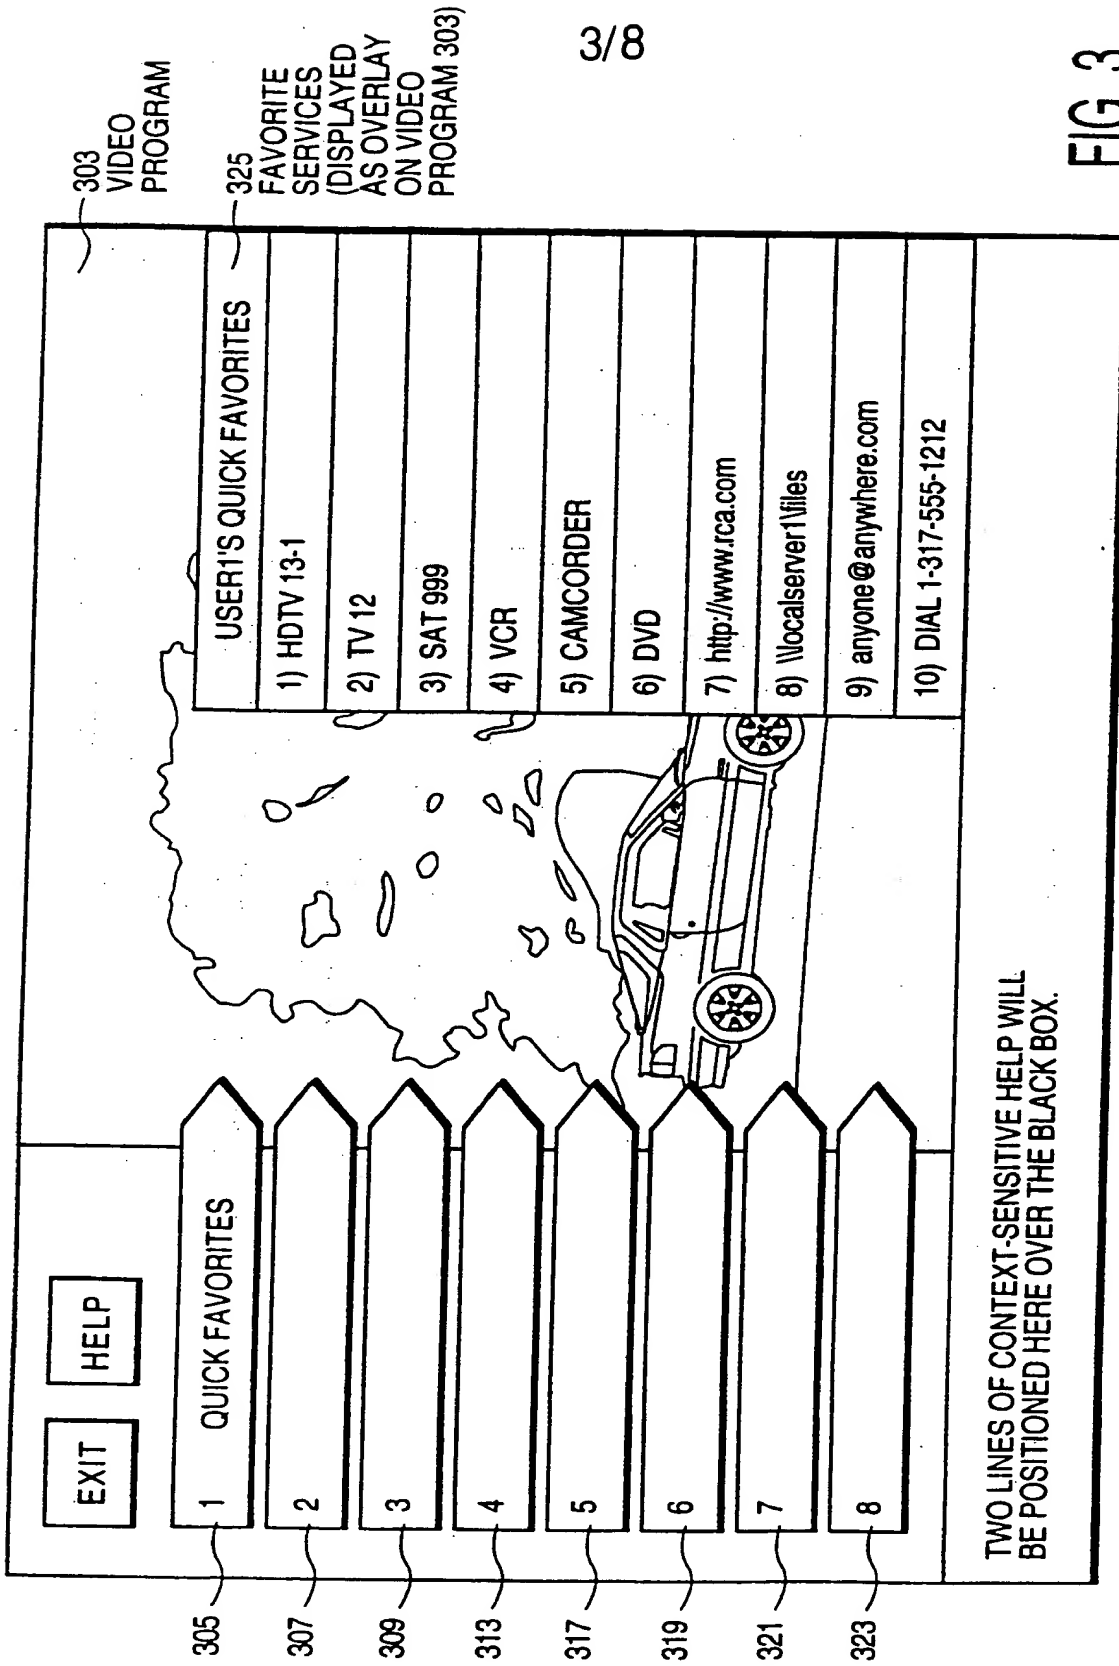 3/8
303
VIDEO
PROGRAM
325
FAVORITE
SERVICES
(DISPLAYED
AS OVERLAY
ON VIDEO
PROGRAM 303)
EXIT
HELP
305
1 QUICK FAVORITES
307
2
309
3
313
4
317
5
319
6
321
7
323
8
USER1'S QUICK FAVORITES
1) HDTV 13-1
2) TV 12
3) SAT 999
4) VCR
5) CAMCORDER
6) DVD
7) http://www.rca.com
8) \\localserver1\files
9) anyone@anywhere.com
10) DIAL 1-317-555-1212
TWO LINES OF CONTEXT-SENSITIVE HELP WILL
BE POSITIONED HERE OVER THE BLACK BOX.
FIG. 3